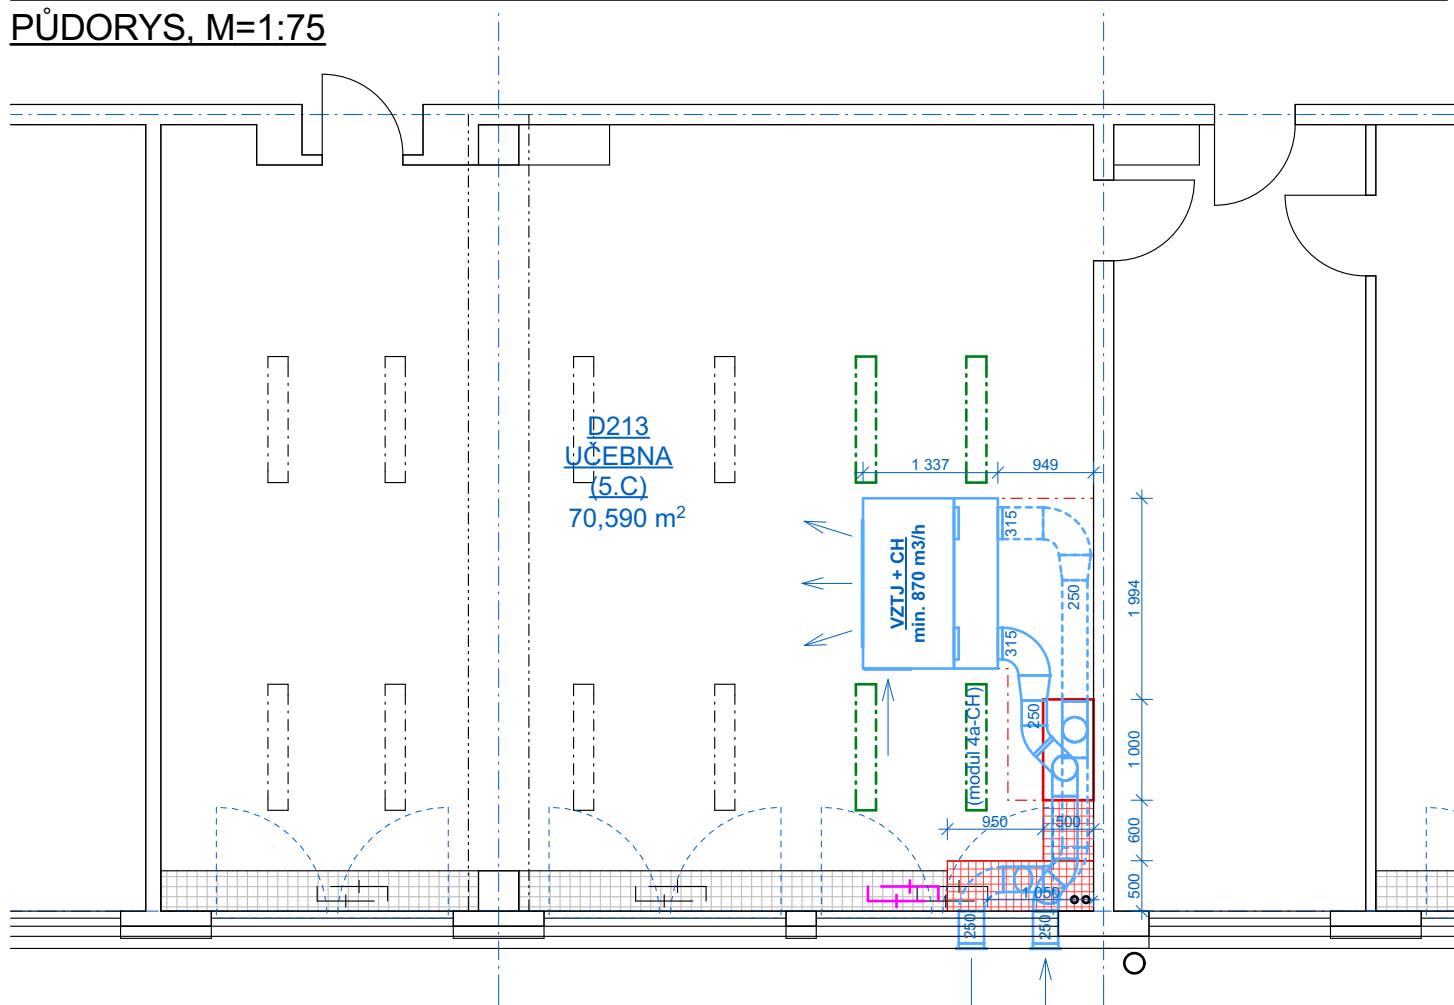 PŮDORYS, M=1:75
D213
UČEBNA
(5.C)
70,590 m²
1 337
949
315
VZTJ + CH
min. 870 m3/h
250
1 994
315
(modul 4a-CH)
250
1 000
950
500
600
1 050
500
250
250